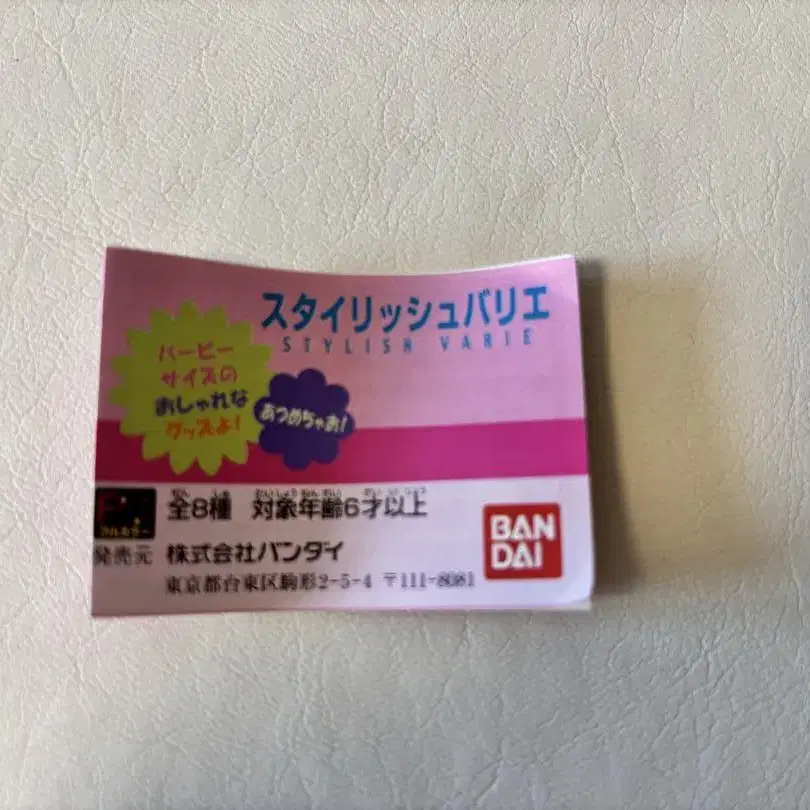 スタイリッシュバリエ
STYLISH VARIE
バービー
サイズの
おしゃれな
グッズよ!
あつめちゃお!
全8種 対象年齢6才以上
発売元 株式会社バンダイ
東京都台東区駒形2-5-4 〒111-8081
BAN
DAI